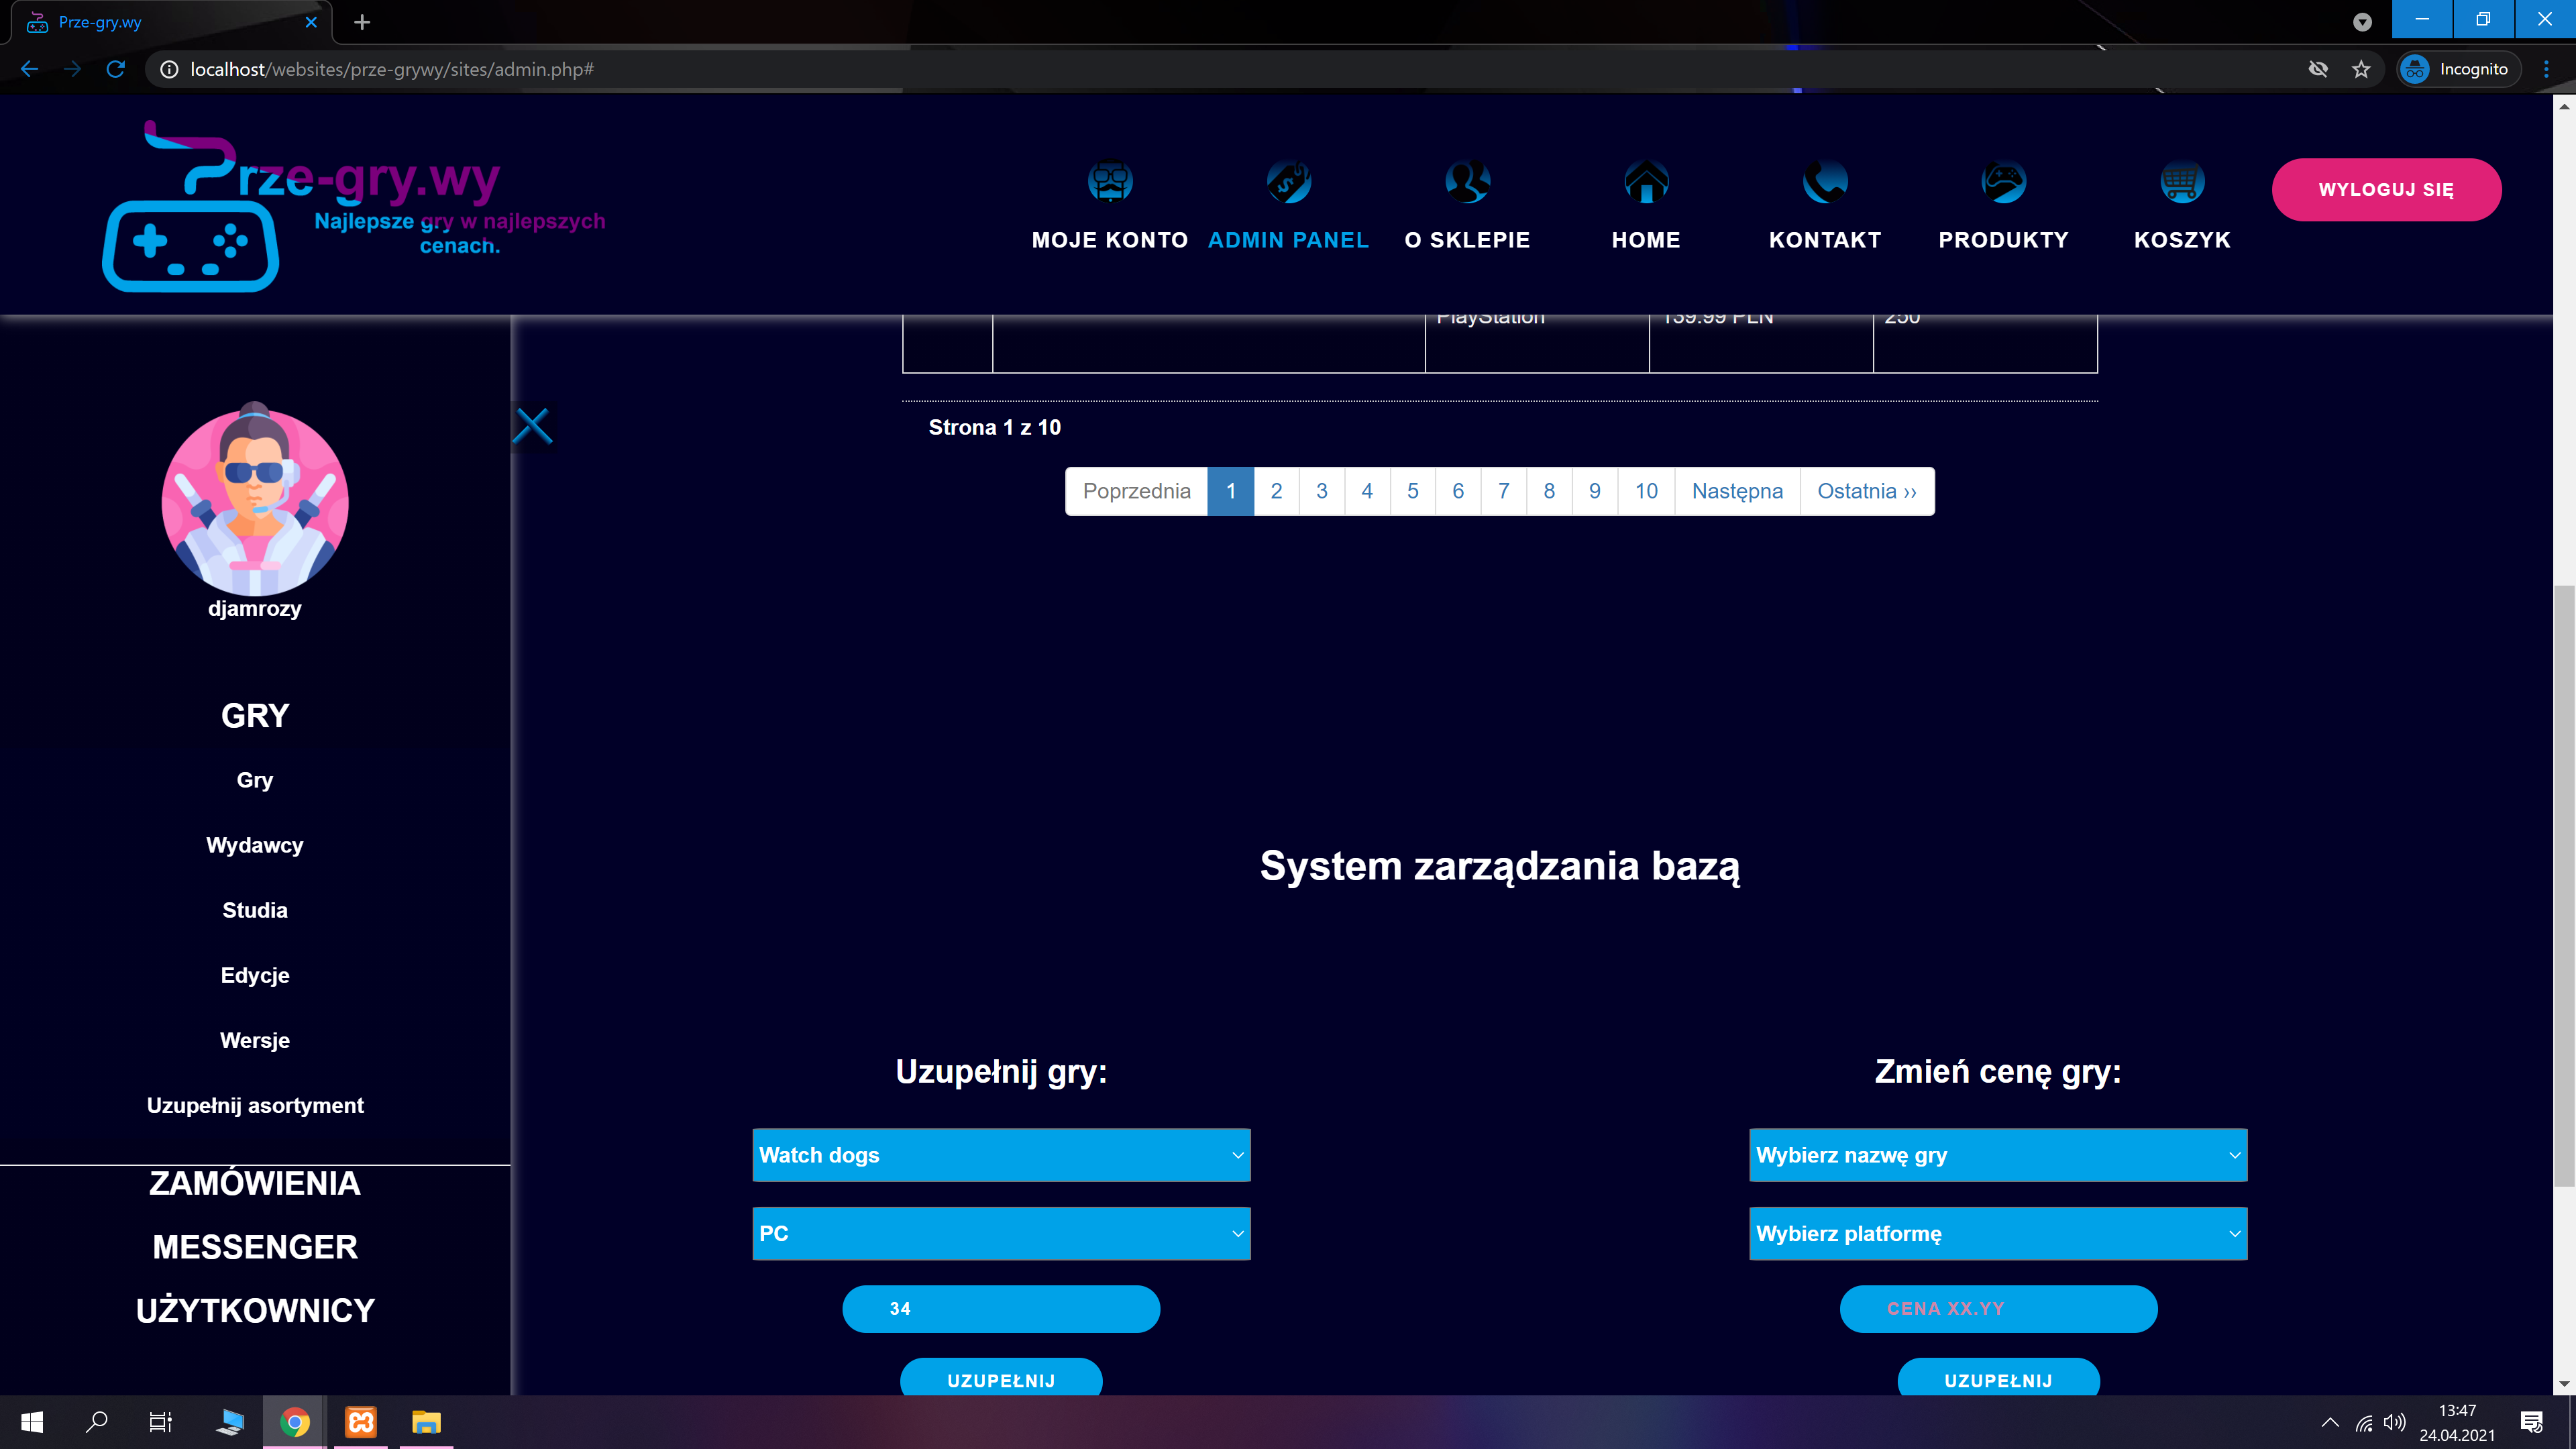 Prze-gry.wy
localhost/websites/prze-grywy/sites/admin.php#
Incognito
rze-gry.wy
Najlepsze gry w najlepszych
cenach.
MOJE KONTO
ADMIN PANEL
O SKLEPIE
HOME
KONTAKT
PRODUKTY
KOSZYK
WYLOGUJ SIĘ
PlayStation 139.99 PLN 250
Strona 1 z 10
Poprzednia 1 2 3 4 5 6 7 8 9 10 Następna Ostatnia ››
djamrozy
GRY
Gry
Wydawcy
Studia
Edycje
Wersje
Uzupełnij asortyment
ZAMÓWIENIA
MESSENGER
UŻYTKOWNICY
System zarządzania bazą
Uzupełnij gry:
Watch dogs
PC
34
UZUPEŁNIJ
Zmień cenę gry:
Wybierz nazwę gry
Wybierz platformę
CENA XX.YY
UZUPEŁNIJ
13:47
24.04.2021